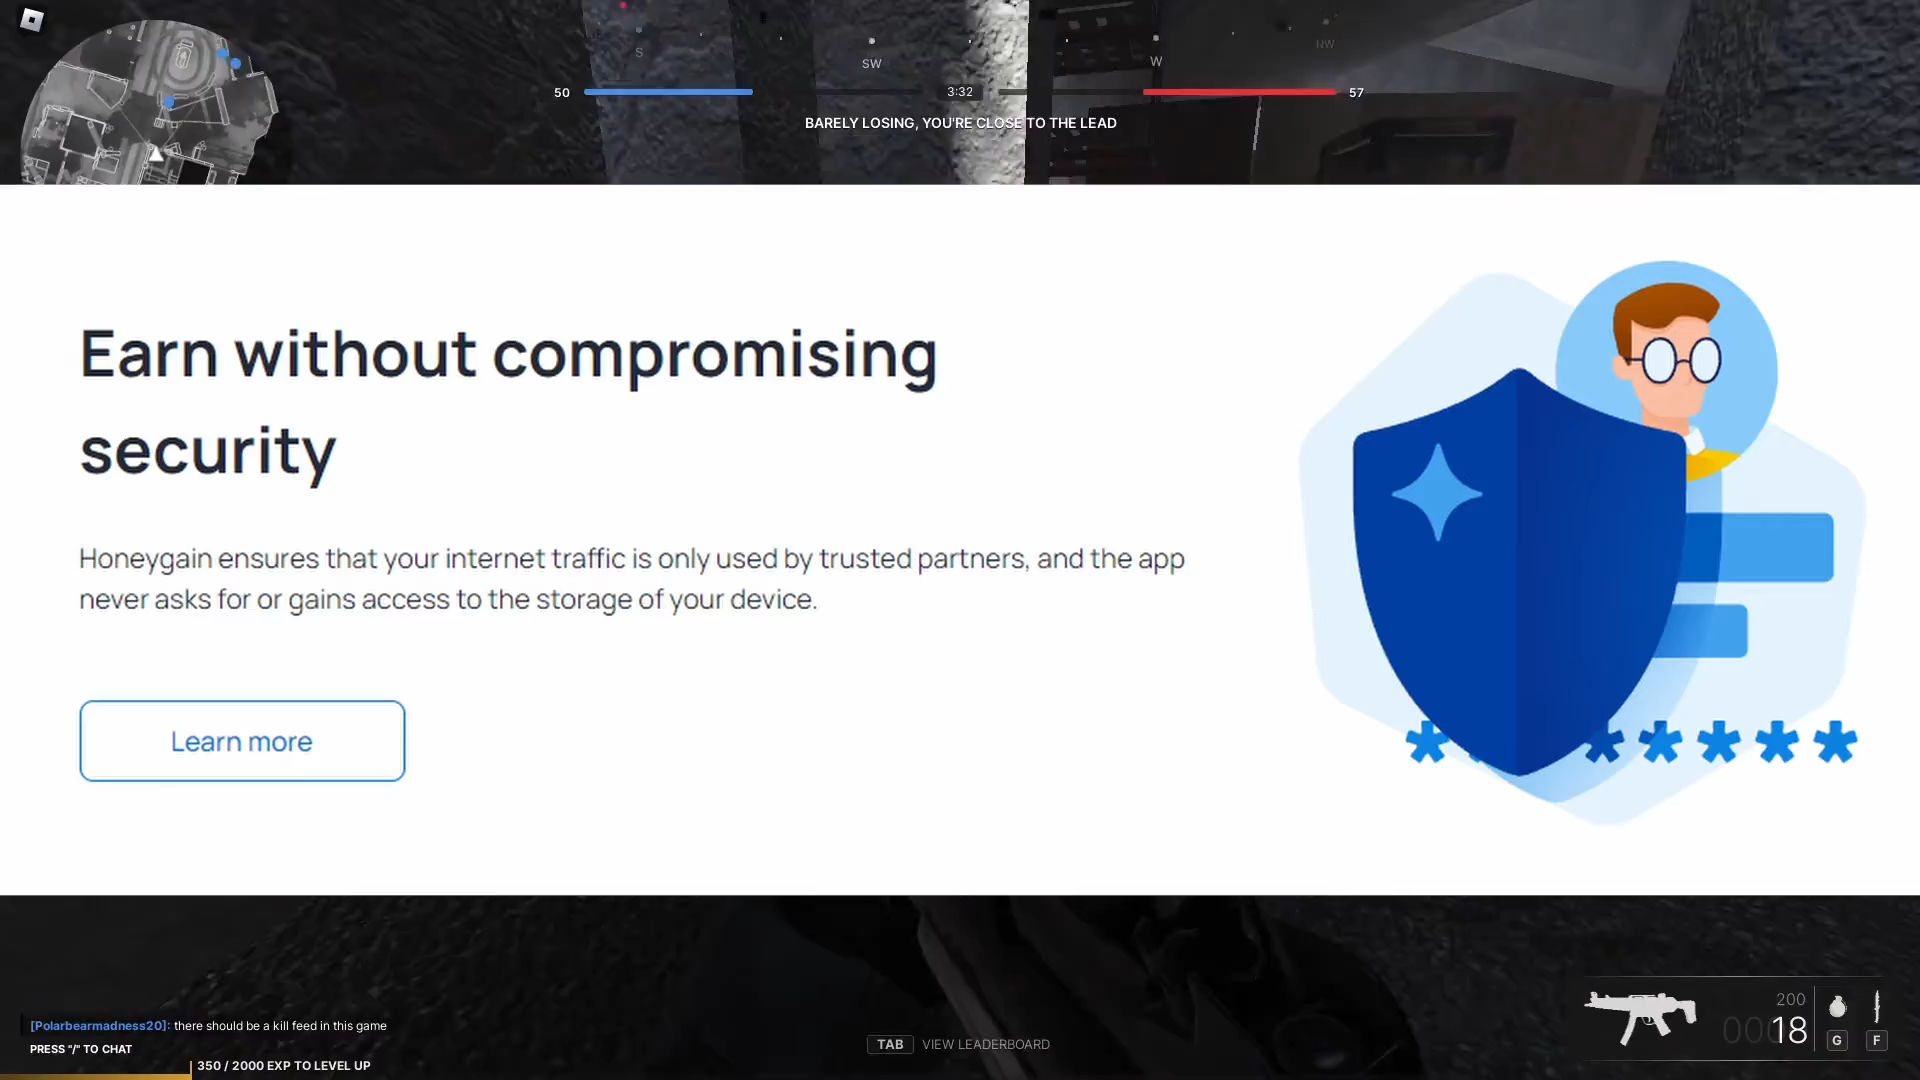 S
SW
W
NW
50
3:32
57
BARELY LOSING, YOU'RE CLOSE TO THE LEAD
Earn without compromising
security
Honeygain ensures that your internet traffic is only used by trusted partners, and the app
never asks for or gains access to the storage of your device.
Learn more
* * * * * *
[Polarbearmadness20]: there should be a kill feed in this game
PRESS "/" TO CHAT
350 / 2000 EXP TO LEVEL UP
TAB VIEW LEADERBOARD
200
00018
G
F